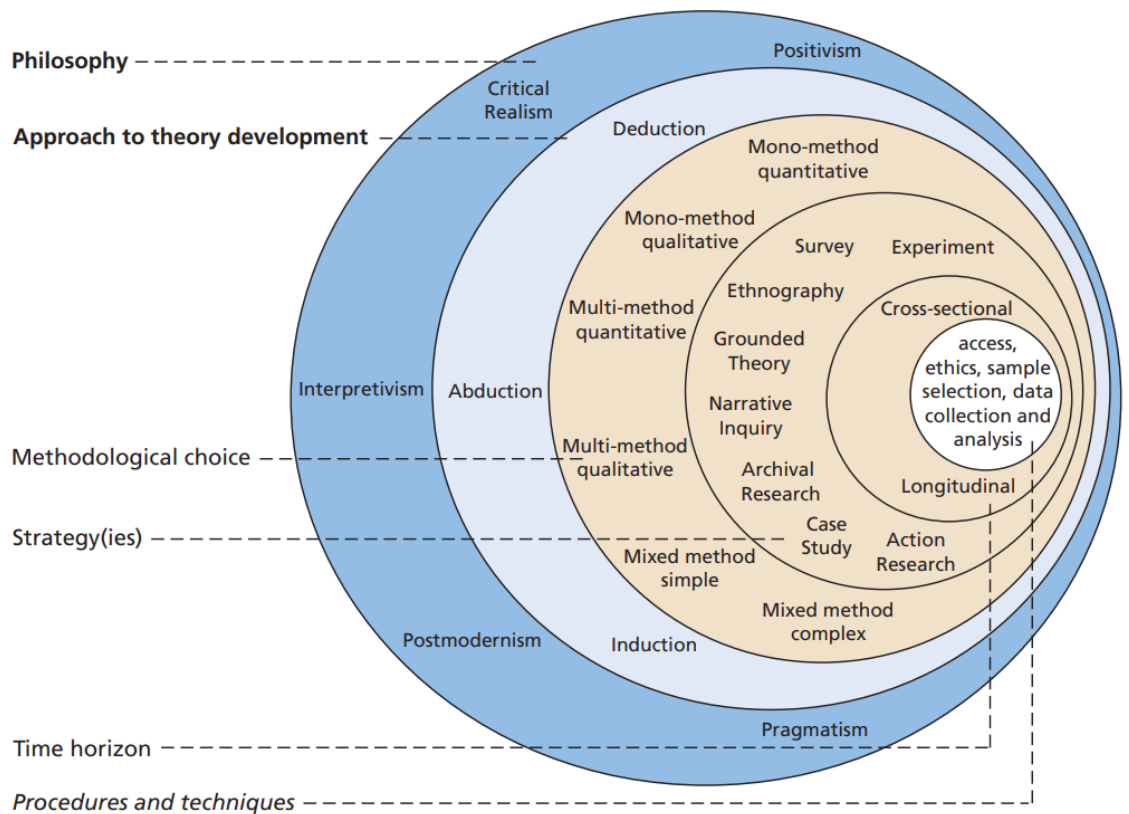 Philosophy
Positivism
Critical
Realism
Approach to theory development
Deduction
Mono-method
quantitative
Mono-method
qualitative
Survey
Experiment
Ethnography
Multi-method
quantitative
Cross-sectional
Grounded
Theory
access,
ethics, sample
selection, data
collection and
analysis
Interpretivism
Abduction
Narrative
Inquiry
Methodological choice
Multi-method
qualitative
Archival
Research
Longitudinal
Strategy(ies)
Case
Study
Action
Research
Mixed method
simple
Mixed method
complex
Postmodernism
Induction
Pragmatism
Time horizon
Procedures and techniques